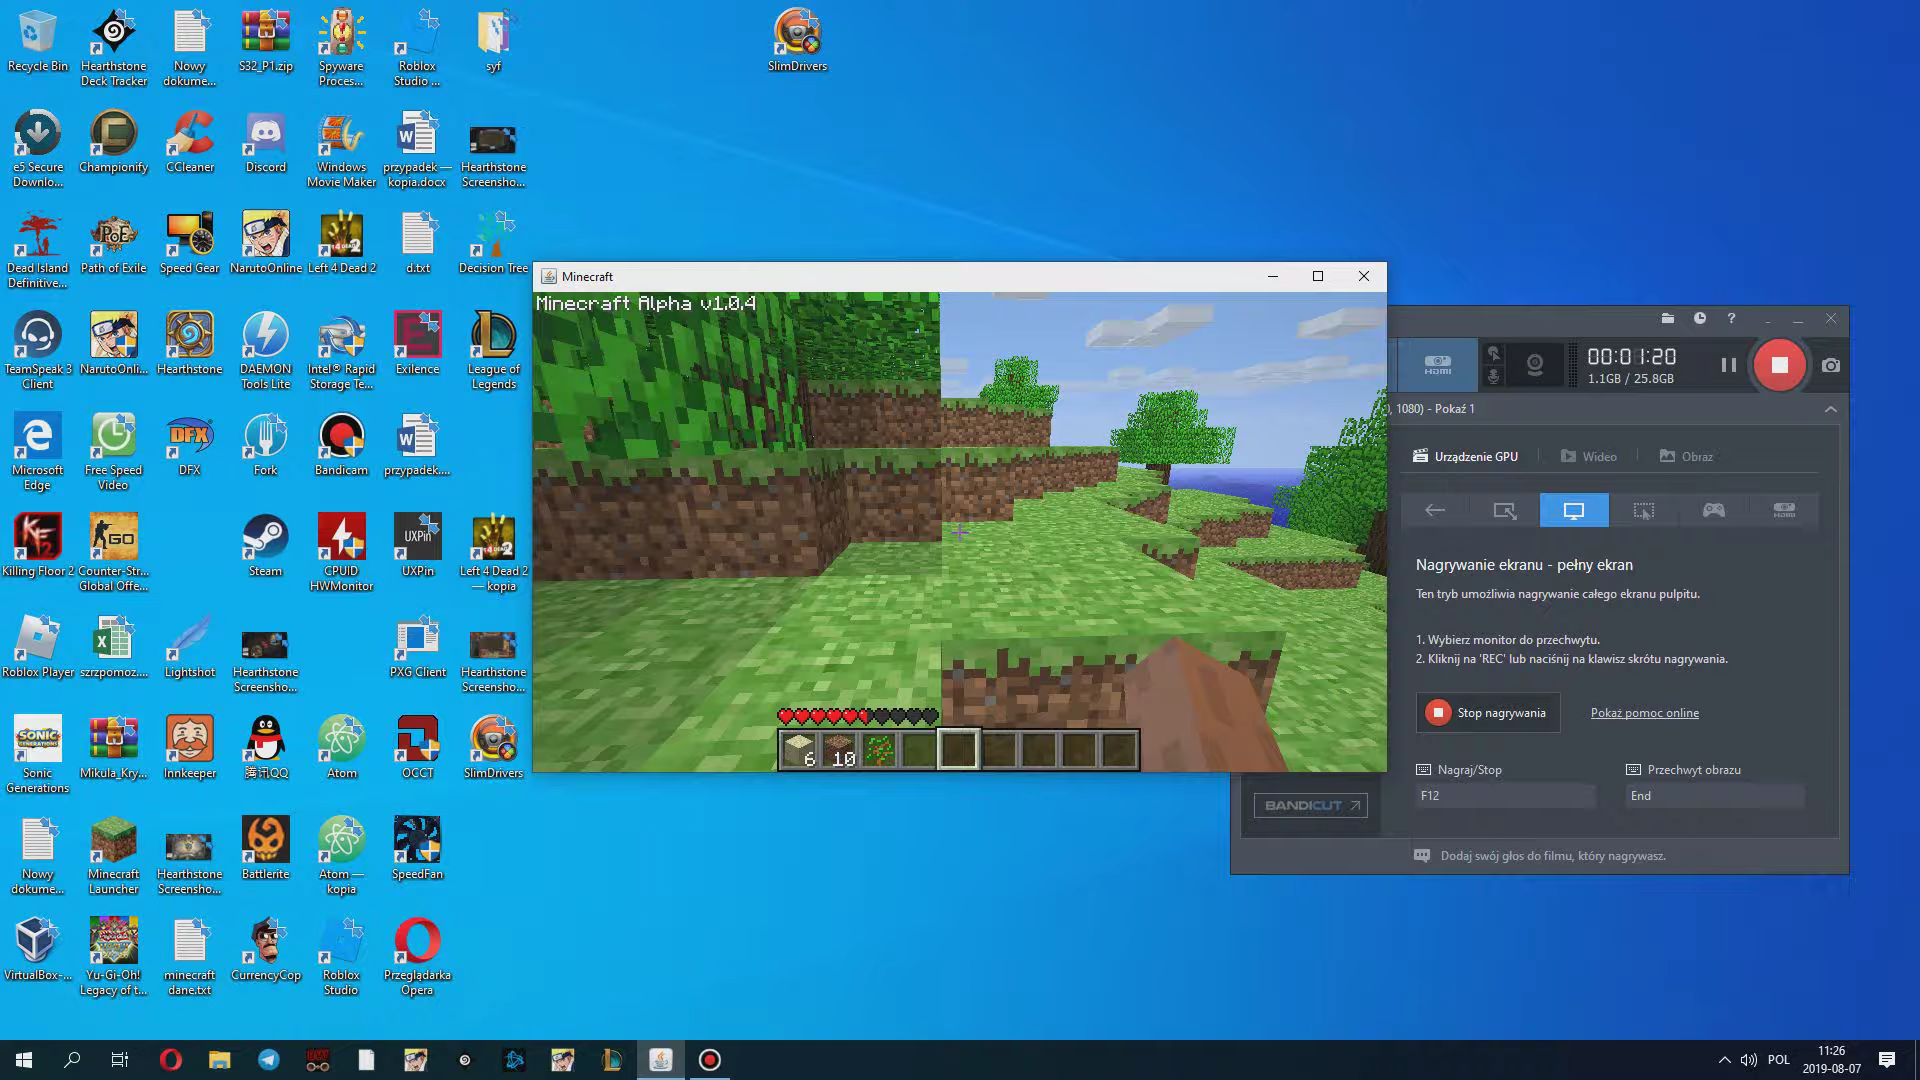 Recycle Bin
Hearthstone
Deck Tracker
Nowy
dokume...
S32_P1.zip
Spyware
Proces...
Roblox
Studio ...
syf
SlimDrivers
e5 Secure
Downlo...
Championify
CCleaner
Discord
Windows
Movie Maker
przypadek —
kopia.docx
Hearthstone
Screensho...
Dead Island
Definitive...
Path of Exile
Speed Gear
NarutoOnline
Left 4 Dead 2
d.txt
Decision Tree
TeamSpeak 3
Client
NarutoOnli...
Hearthstone
DAEMON
Tools Lite
Intel® Rapid
Storage Te...
Exilence
League of
Legends
Microsoft
Edge
Free Speed
Video
DFX
Fork
Bandicam
przypadek....
Killing Floor 2
Counter-Str...
Global Offe...
Steam
CPUID
HWMonitor
UXPin
Left 4 Dead 2
— kopia
Roblox Player
szrzpomoz....
Lightshot
Hearthstone
Screensho...
PXG Client
Hearthstone
Screensho...
Sonic
Generations
Mikula_Kry...
Innkeeper
腾讯QQ
Atom
OCCT
SlimDrivers
Nowy
dokume...
Minecraft
Launcher
Hearthstone
Screensho...
Battlerite
Atom —
kopia
SpeedFan
VirtualBox-...
Yu-Gi-Oh!
Legacy of t...
minecraft
dane.txt
CurrencyCop
Roblox
Studio
Przeglądarka
Opera
Minecraft
Minecraft Alpha v1.0.4
6
10
HDMI
00:01:20
1.1GB / 25.8GB
, 1080) - Pokaż 1
Urządzenie GPU
Wideo
Obraz
Nagrywanie ekranu - pełny ekran
Ten tryb umożliwia nagrywanie całego ekranu pulpitu.
1. Wybierz monitor do przechwytu.
2. Kliknij na 'REC' lub naciśnij na klawisz skrótu nagrywania.
Stop nagrywania
Pokaż pomoc online
Nagraj/Stop
Przechwyt obrazu
F12
End
BANDICUT
Dodaj swój głos do filmu, który nagrywasz.
POL
11:26
2019-08-07